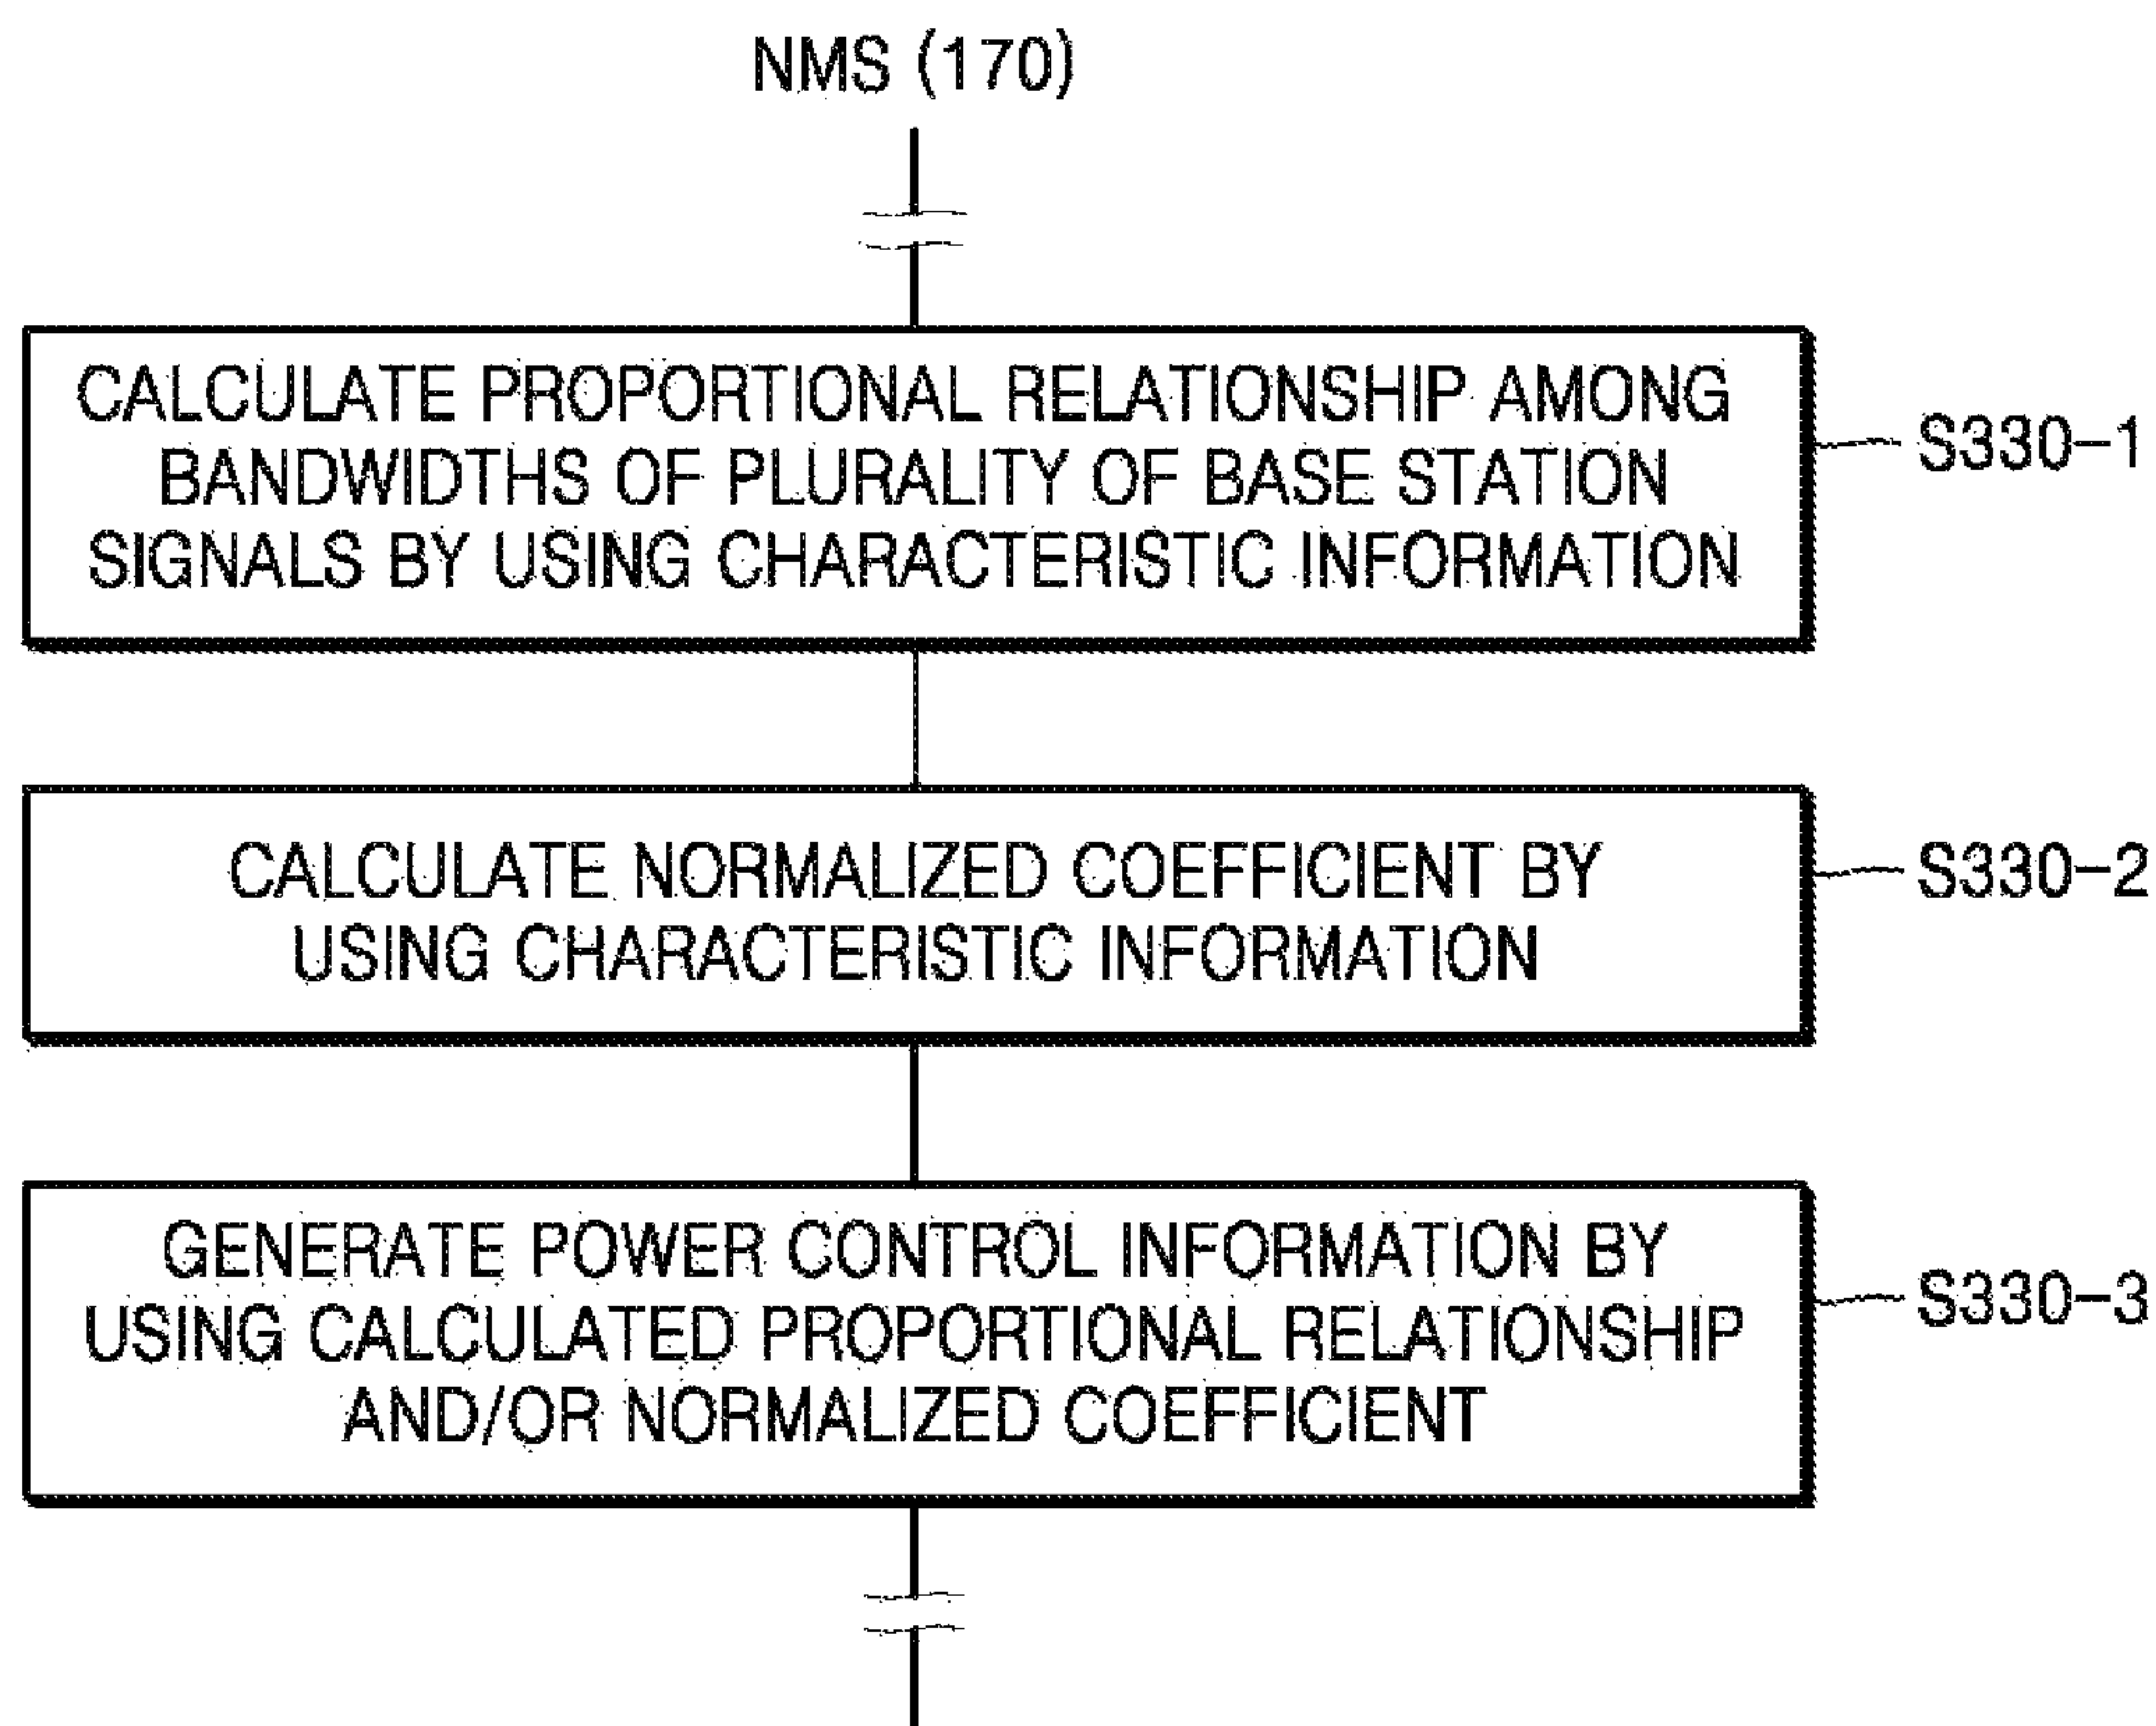 NMS (170)
CALCULATE PROPORTIONAL RELATIONSHIP AMONG
BANDWIDTHS OF PLURALITY OF BASE STATION
SIGNALS BY USING CHARACTERISTIC INFORMATION
S330-1
CALCULATE NORMALIZED COEFFICIENT BY
USING CHARACTERISTIC INFORMATION
S330-2
GENERATE POWER CONTROL INFORMATION BY
USING CALCULATED PROPORTIONAL RELATIONSHIP
AND/OR NORMALIZED COEFFICIENT
S330-3